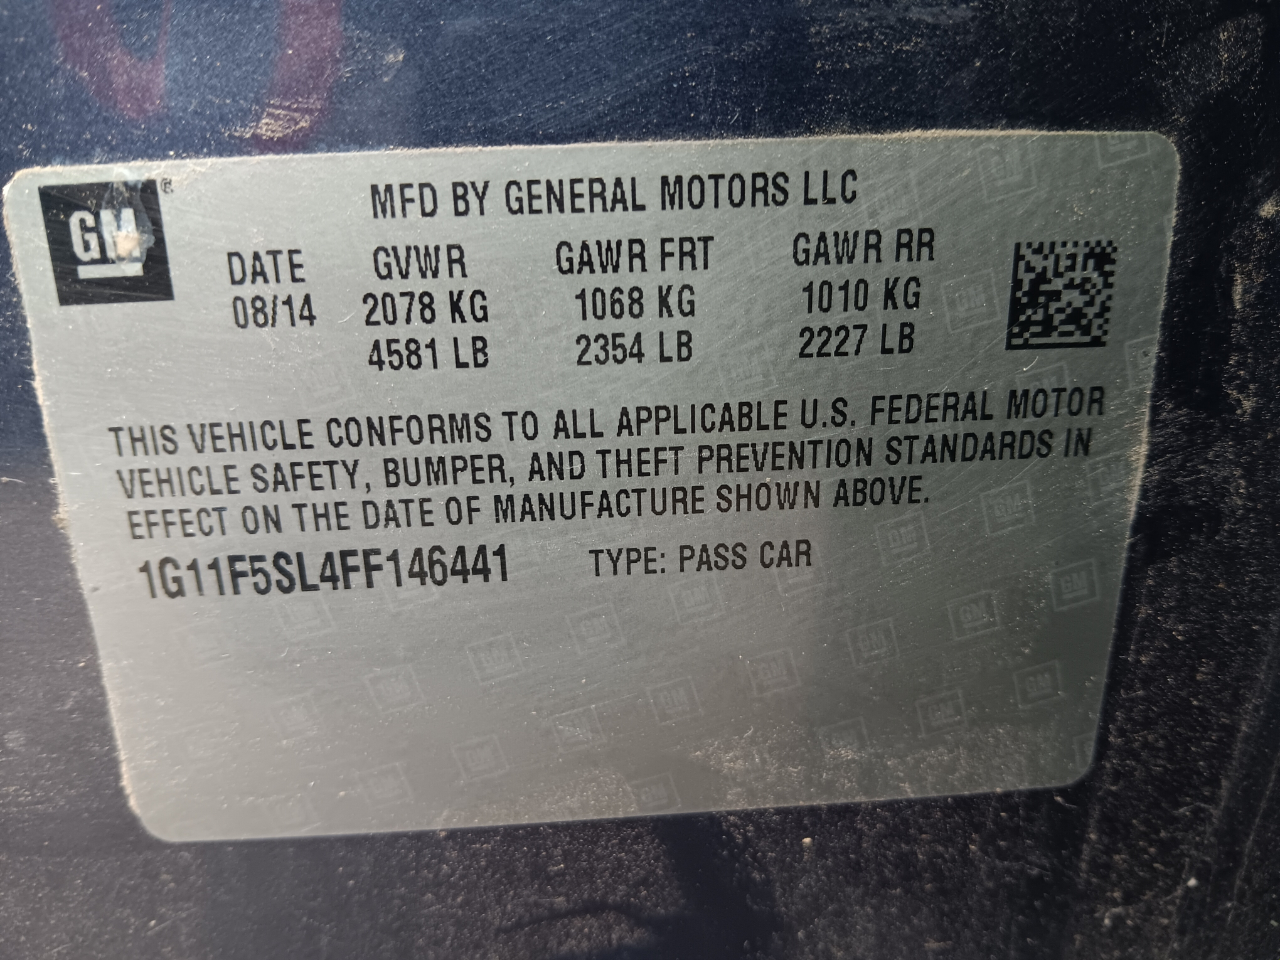 GM
MFD BY GENERAL MOTORS LLC
DATE GVWR GAWR FRT GAWR RR
08/14 2078 KG 1068 KG 1010 KG
4581 LB 2354 LB 2227 LB
THIS VEHICLE CONFORMS TO ALL APPLICABLE U.S. FEDERAL MOTOR
VEHICLE SAFETY, BUMPER, AND THEFT PREVENTION STANDARDS IN
EFFECT ON THE DATE OF MANUFACTURE SHOWN ABOVE.
1G11F5SL4FF146441 TYPE: PASS CAR